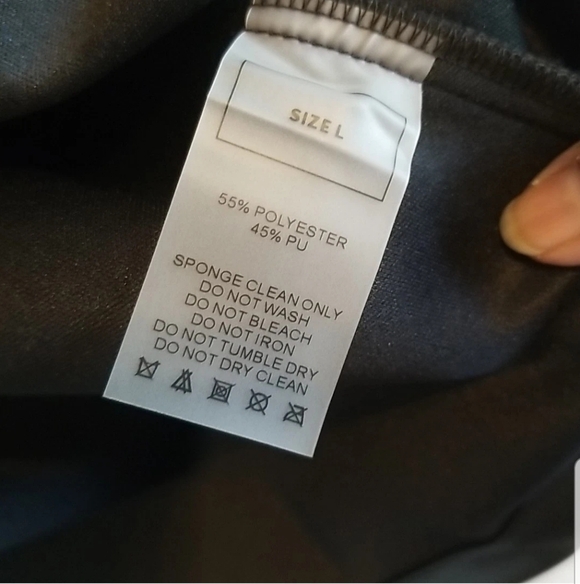 SIZE L
55% POLYESTER
45% PU
SPONGE CLEAN ONLY
DO NOT WASH
DO NOT BLEACH
DO NOT IRON
DO NOT TUMBLE DRY
DO NOT DRY CLEAN